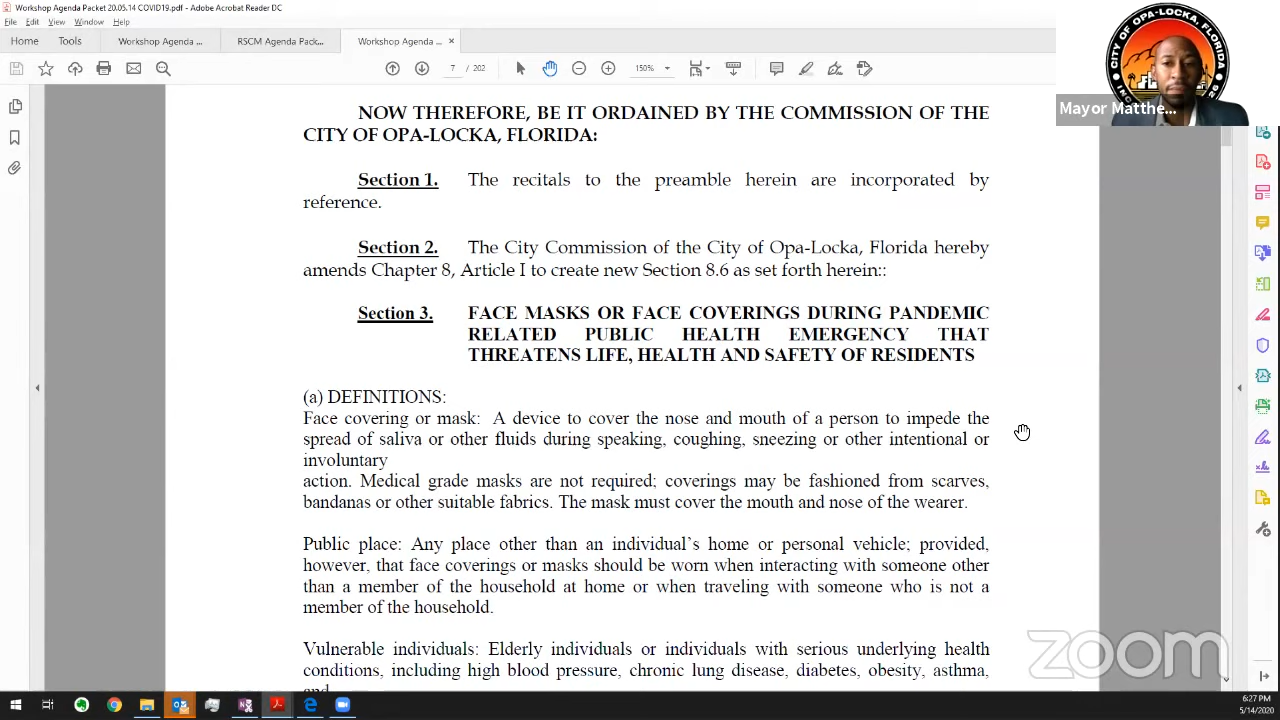 Workshop Agenda Packet 20.05.14 COVID19.pdf - Adobe Acrobat Reader DC
File Edit View Window Help
Home Tools Workshop Agenda ... RSCM Agenda Pack... Workshop Agenda ... ×
7 / 202 150%
CITY OF OPA-LOCKA, FLORIDA
Mayor Matthe...
NOW THEREFORE, BE IT ORDAINED BY THE COMMISSION OF THE
CITY OF OPA-LOCKA, FLORIDA:
Section 1. The recitals to the preamble herein are incorporated by
reference.
Section 2. The City Commission of the City of Opa-Locka, Florida hereby
amends Chapter 8, Article I to create new Section 8.6 as set forth herein::
Section 3. FACE MASKS OR FACE COVERINGS DURING PANDEMIC
RELATED PUBLIC HEALTH EMERGENCY THAT
THREATENS LIFE, HEALTH AND SAFETY OF RESIDENTS
(a) DEFINITIONS:
Face covering or mask: A device to cover the nose and mouth of a person to impede the
spread of saliva or other fluids during speaking, coughing, sneezing or other intentional or
involuntary
action. Medical grade masks are not required; coverings may be fashioned from scarves,
bandanas or other suitable fabrics. The mask must cover the mouth and nose of the wearer.
Public place: Any place other than an individual's home or personal vehicle; provided,
however, that face coverings or masks should be worn when interacting with someone other
than a member of the household at home or when traveling with someone who is not a
member of the household.
Vulnerable individuals: Elderly individuals or individuals with serious underlying health
conditions, including high blood pressure, chronic lung disease, diabetes, obesity, asthma,
and
zoom
6:27 PM
5/14/2020